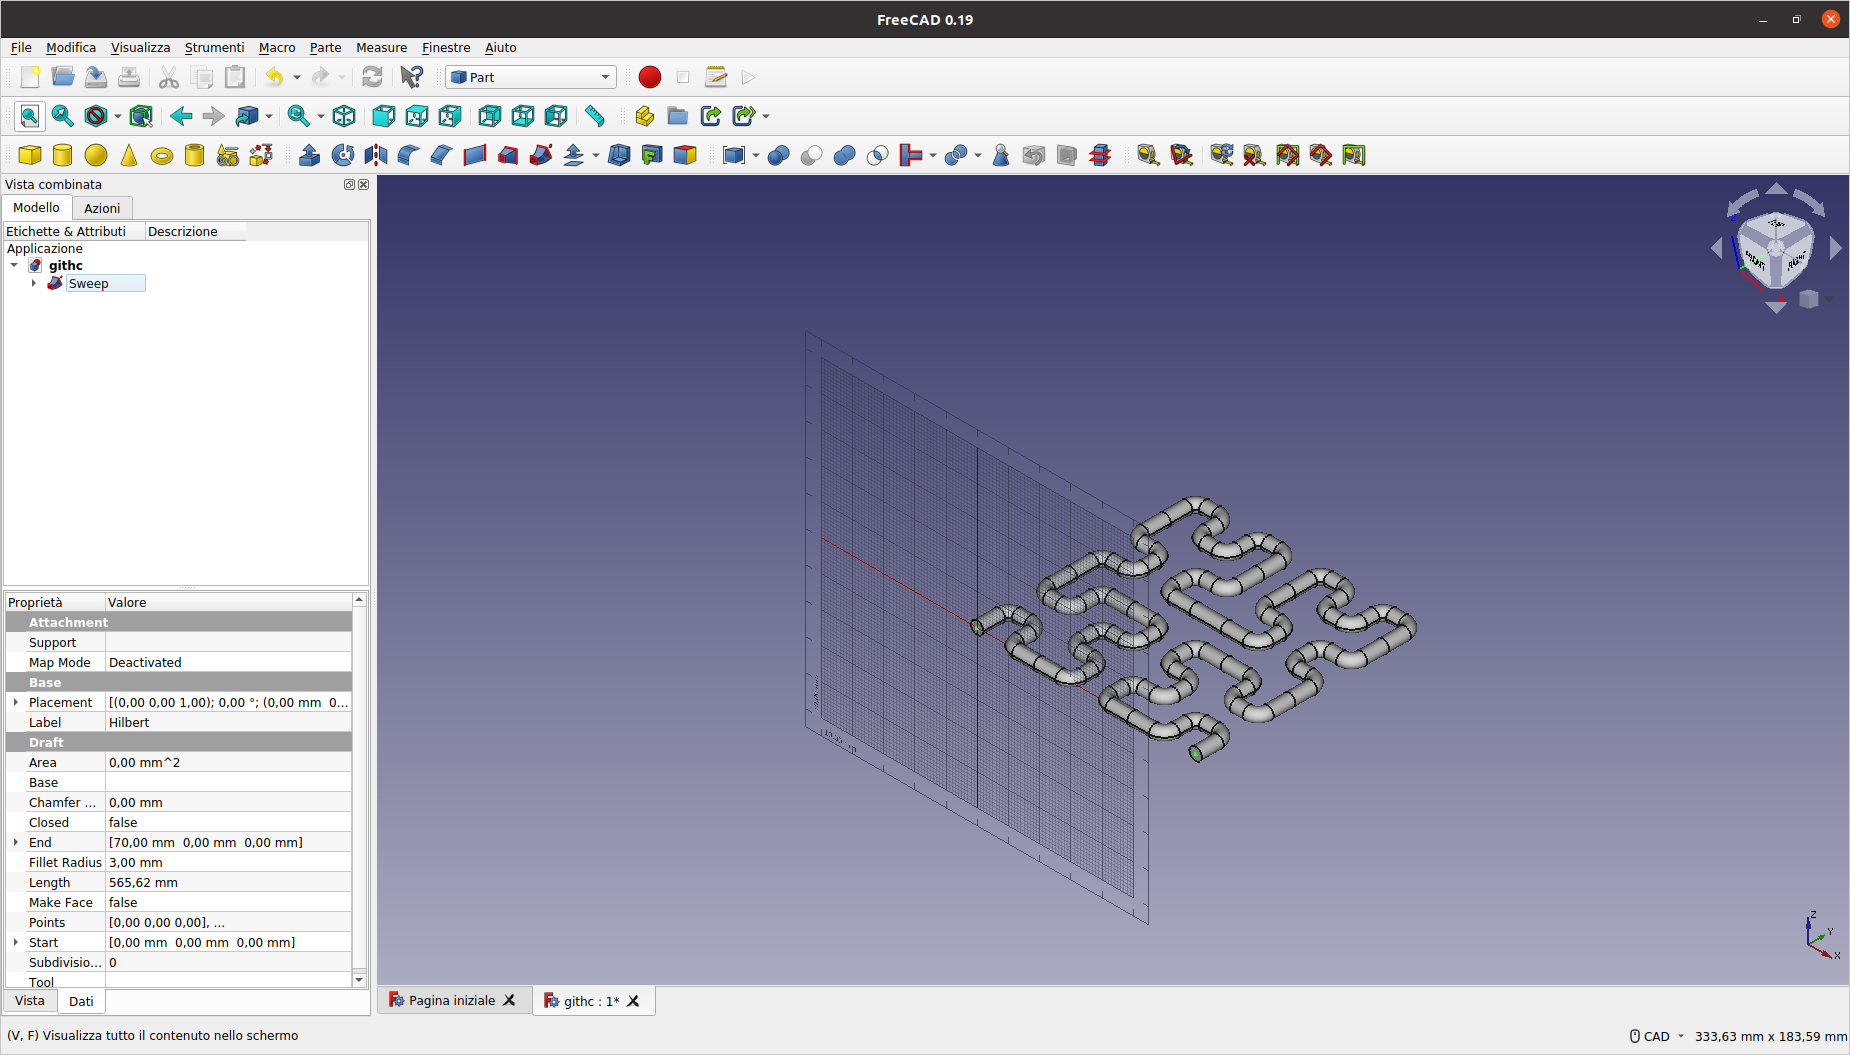 FreeCAD 0.19
File Modifica Visualizza Strumenti Macro Parte Measure Finestre Aiuto
Part
Vista combinata
Modello Azioni
Etichette & Attributi Descrizione
Applicazione
githc
Sweep
Proprietà Valore
Attachment
Support
Map Mode Deactivated
Base
Placement [(0,00 0,00 1,00); 0,00 °; (0,00 mm 0...
Label Hilbert
Draft
Area 0,00 mm^2
Base
Chamfer ... 0,00 mm
Closed false
End [70,00 mm 0,00 mm 0,00 mm]
Fillet Radius 3,00 mm
Length 565,62 mm
Make Face false
Points [0,00 0,00 0,00], ...
Start [0,00 mm 0,00 mm 0,00 mm]
Subdivisio... 0
Tool
Vista Dati
Z
Y
X
Pagina iniziale githc : 1*
(V, F) Visualizza tutto il contenuto nello schermo
CAD 333,63 mm x 183,59 mm